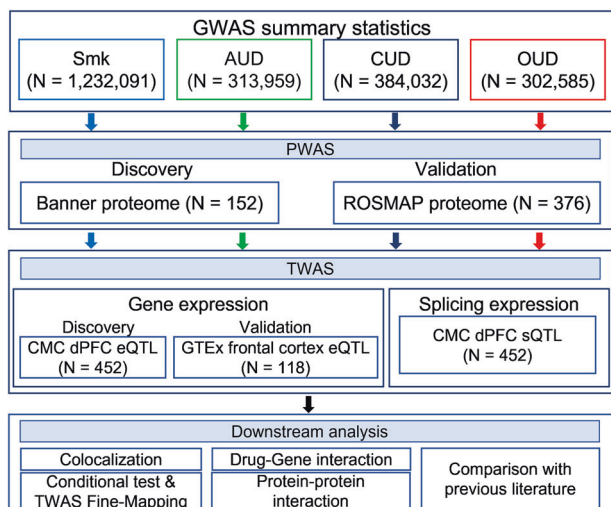 GWAS summary statistics
Smk
(N = 1,232,091)
AUD
(N = 313,959)
CUD
(N = 384,032)
OUD
(N = 302,585)
PWAS
Discovery
Validation
Banner proteome (N = 152)
ROSMAP proteome (N = 376)
TWAS
Gene expression
Discovery
CMC dPFC eQTL
(N = 452)
Validation
GTEx frontal cortex eQTL
(N = 118)
Splicing expression
CMC dPFC sQTL
(N = 452)
Downstream analysis
Colocalization
Conditional test &
TWAS Fine-Mapping
Drug-Gene interaction
Protein-protein
interaction
Comparison with
previous literature